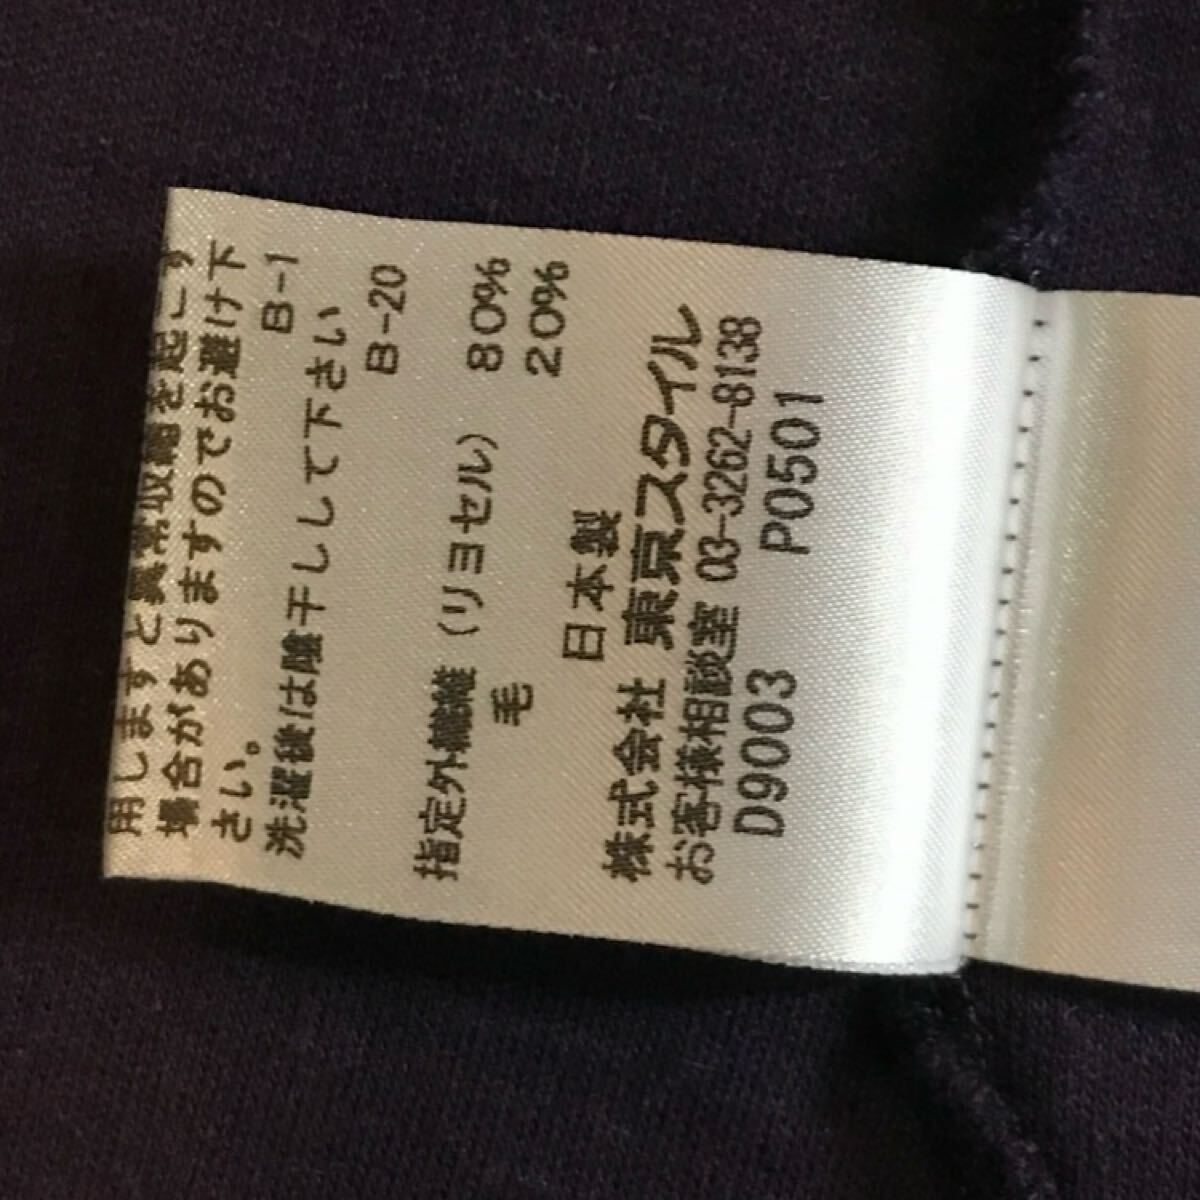 用しますと異常収縮を起こす
場合がありますのでお避け下
さい。
B-1
洗濯後は陰干しして下さい
B-20
指定外繊維(リヨセル) 80%
毛 20%
日本製
株式会社 東京スタイル
お客様相談室 03-3262-8138
D9003 P0501